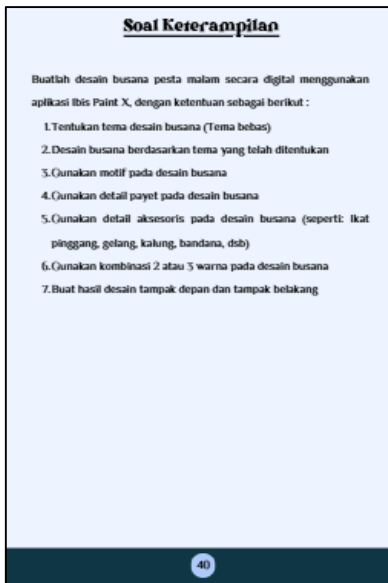 Soal Keterampilan
Buatlah desain busana pesta malam secara digital menggunakan
aplikasi Ibis Paint X, dengan ketentuan sebagai berikut :
1.Tentukan tema desain busana (Tema bebas)
2.Desain busana berdasarkan tema yang telah ditentukan
3.Gunakan motif pada desain busana
4.Gunakan detail payet pada desain busana
5.Gunakan detail aksesoris pada desain busana (seperti: Ikat
pinggang, gelang, kalung, bandana, dsb)
6.Gunakan kombinasi 2 atau 3 warna pada desain busana
7.Buat hasil desain tampak depan dan tampak belakang
40